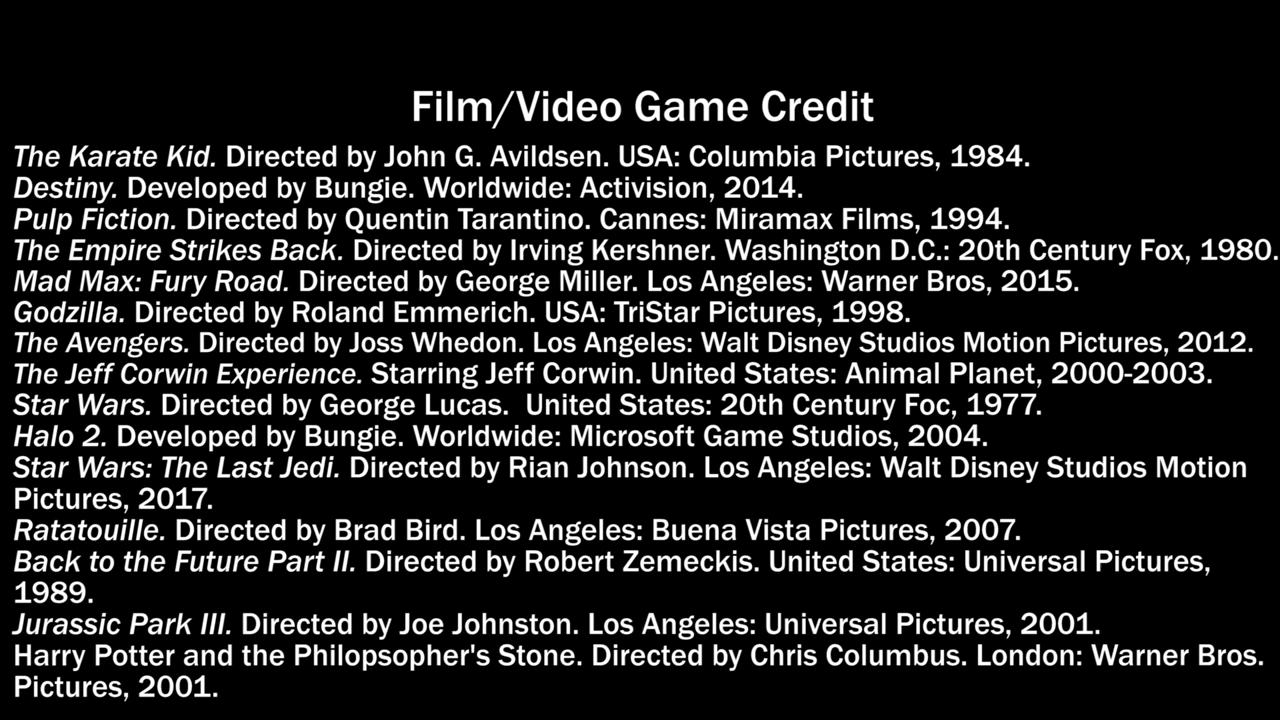 Film/Video Game Credit
The Karate Kid. Directed by John G. Avildsen. USA: Columbia Pictures, 1984.
Destiny. Developed by Bungie. Worldwide: Activision, 2014.
Pulp Fiction. Directed by Quentin Tarantino. Cannes: Miramax Films, 1994.
The Empire Strikes Back. Directed by Irving Kershner. Washington D.C.: 20th Century Fox, 1980.
Mad Max: Fury Road. Directed by George Miller. Los Angeles: Warner Bros, 2015.
Godzilla. Directed by Roland Emmerich. USA: TriStar Pictures, 1998.
The Avengers. Directed by Joss Whedon. Los Angeles: Walt Disney Studios Motion Pictures, 2012.
The Jeff Corwin Experience. Starring Jeff Corwin. United States: Animal Planet, 2000-2003.
Star Wars. Directed by George Lucas.  United States: 20th Century Foc, 1977.
Halo 2. Developed by Bungie. Worldwide: Microsoft Game Studios, 2004.
Star Wars: The Last Jedi. Directed by Rian Johnson. Los Angeles: Walt Disney Studios Motion
Pictures, 2017.
Ratatouille. Directed by Brad Bird. Los Angeles: Buena Vista Pictures, 2007.
Back to the Future Part II. Directed by Robert Zemeckis. United States: Universal Pictures,
1989.
Jurassic Park III. Directed by Joe Johnston. Los Angeles: Universal Pictures, 2001.
Harry Potter and the Philopsopher's Stone. Directed by Chris Columbus. London: Warner Bros.
Pictures, 2001.